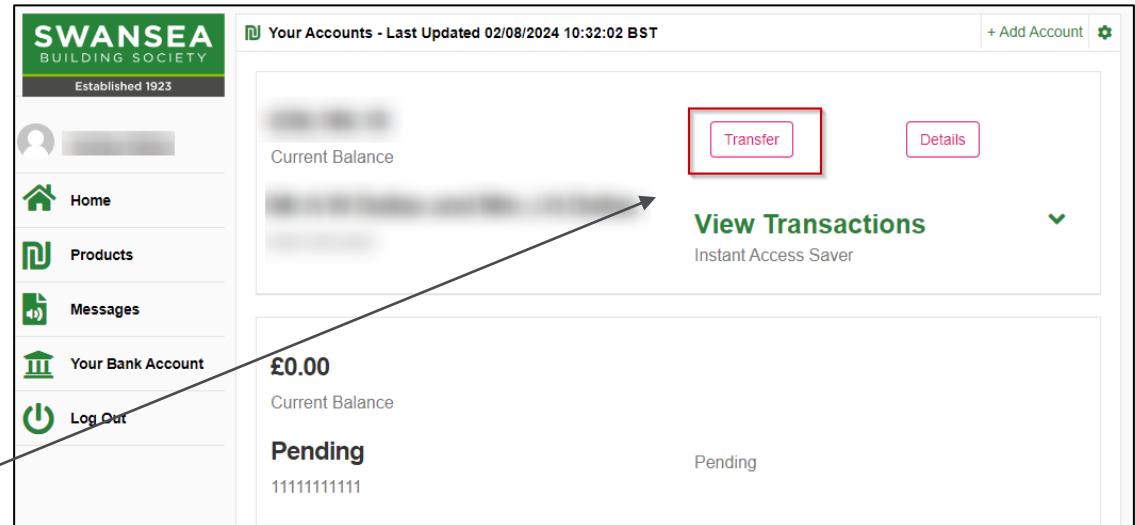 SWANSEA
BUILDING SOCIETY
Established 1923
Your Accounts - Last Updated 02/08/2024 10:32:02 BST
+ Add Account
Home
Products
Messages
Your Bank Account
Log Out
Current Balance
Transfer
Details
View Transactions
Instant Access Saver
£0.00
Current Balance
Pending
11111111111
Pending